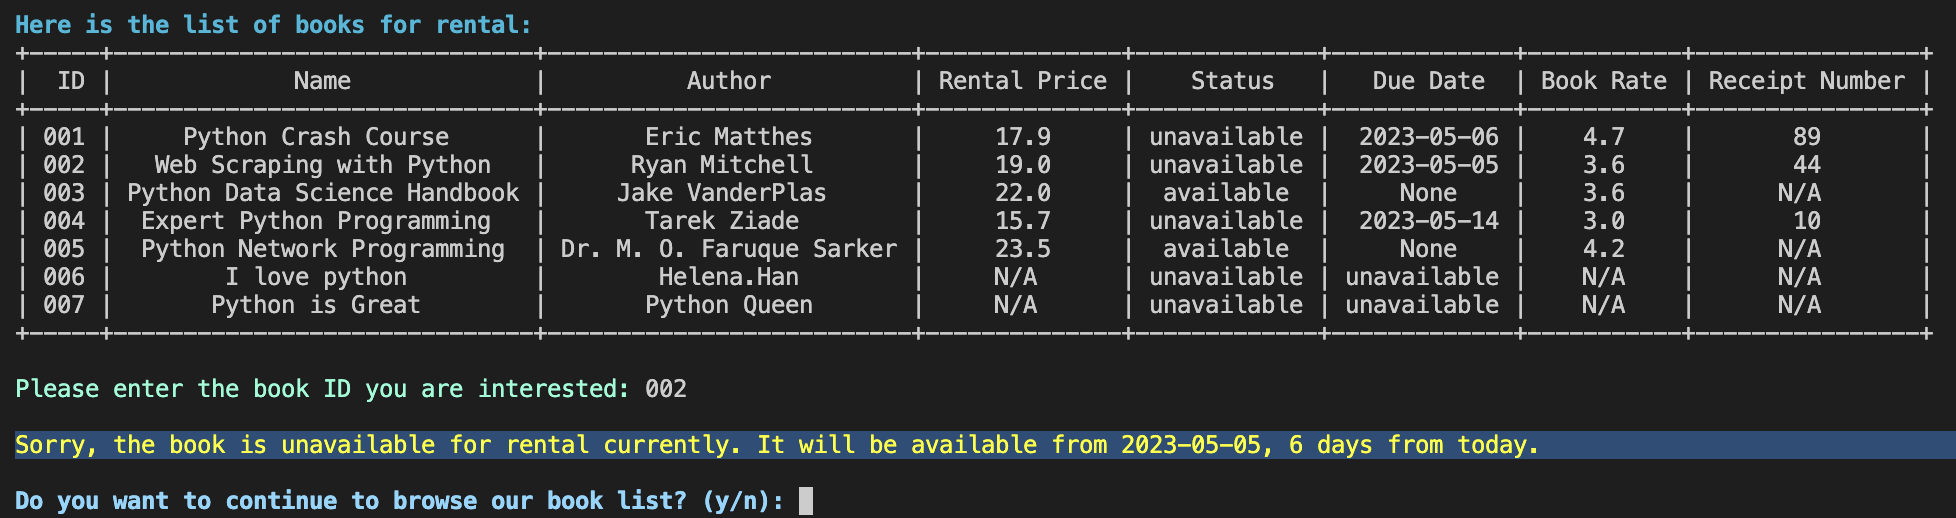 Here is the list of books for rental:
+-----+------------------------------+--------------------------+--------------+-------------+-------------+-----------+----------------+
|  ID |             Name             |          Author          | Rental Price |    Status   |   Due Date  | Book Rate | Receipt Number |
+-----+------------------------------+--------------------------+--------------+-------------+-------------+-----------+----------------+
| 001 |     Python Crash Course      |       Eric Matthes       |     17.9     | unavailable |  2023-05-06 |    4.7    |       89       |
| 002 |   Web Scraping with Python   |      Ryan Mitchell       |     19.0     | unavailable |  2023-05-05 |    3.6    |       44       |
| 003 | Python Data Science Handbook |     Jake VanderPlas      |     22.0     |  available  |     None    |    3.6    |      N/A       |
| 004 |  Expert Python Programming   |       Tarek Ziade        |     15.7     | unavailable |  2023-05-14 |    3.0    |       10       |
| 005 |  Python Network Programming  | Dr. M. O. Faruque Sarker |     23.5     |  available  |     None    |    4.2    |      N/A       |
| 006 |        I love python         |        Helena.Han        |     N/A      | unavailable | unavailable |    N/A    |      N/A       |
| 007 |       Python is Great        |       Python Queen       |     N/A      | unavailable | unavailable |    N/A    |      N/A       |
+-----+------------------------------+--------------------------+--------------+-------------+-------------+-----------+----------------+
Please enter the book ID you are interested: 002
Sorry, the book is unavailable for rental currently. It will be available from 2023-05-05, 6 days from today.
Do you want to continue to browse our book list? (y/n):